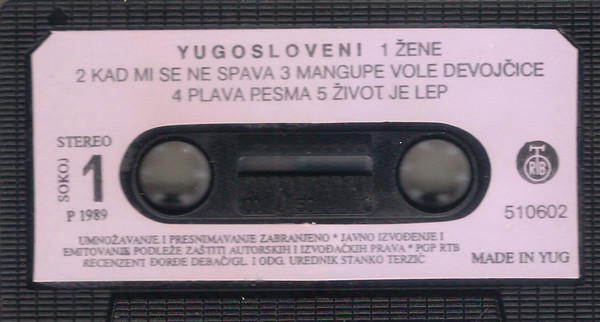 YUGOSLOVENI 1 ŽENE
2 KAD MI SE NE SPAVA 3 MANGUPE VOLE DEVOJČICE
4 PLAVA PESMA 5 ŽIVOT JE LEP
STEREO
SOKOJ
1
P 1989
RTB
510602
UMNOŽAVANJE I PRESNIMAVANJE ZABRANJENO * JAVNO IZVOĐENJE I
EMITOVANJE PODLEŽE ZAŠTITI AUTORSKIH I IZVOĐAČKIH PRAVA * PGP RTB
RECENZENT ĐORĐE DEBAČ/GL. I ODG. UREDNIK STANKO TERZIĆ
MADE IN YUG